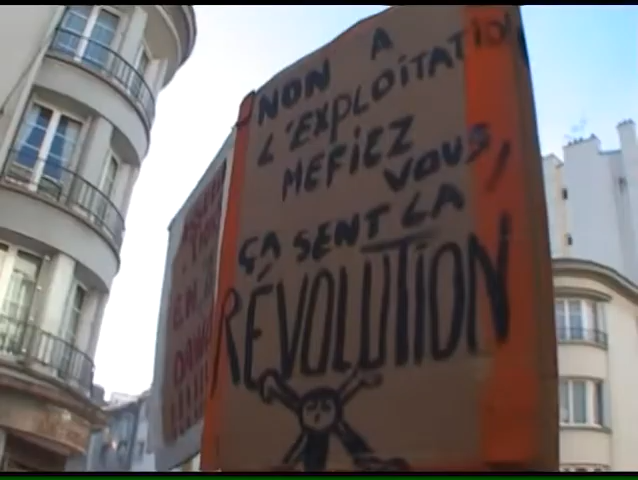 NON A
L'EXPLOITATION
MEFIEZ
VOUS,
ÇA SENT LA
RÉVOLUTION